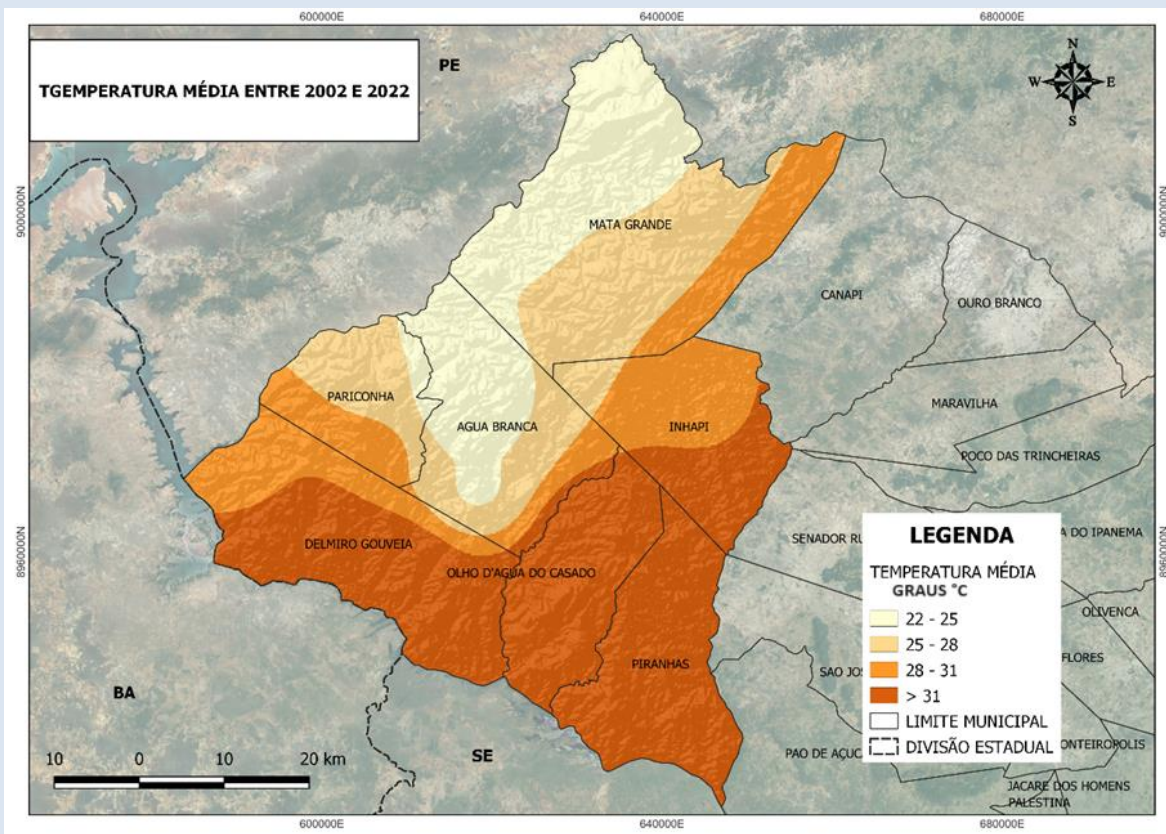 600000E
640000E
680000E
TGEMPERATURA MÉDIA ENTRE 2002 E 2022
PE
N
W
E
S
9000000N
9000000N
MATA GRANDE
CANAPI
OURO BRANCO
PARICONHA
MARAVILHA
AGUA BRANCA
INHAPI
POCO DAS TRINCHEIRAS
8960000N
8960000N
DELMIRO GOUVEIA
SENADOR RU
A DO IPANEMA
OLHO D'AGUA DO CASADO
LEGENDA
TEMPERATURA MÉDIA
GRAUS °C
22 - 25
25 - 28
28 - 31
> 31
LIMITE MUNICIPAL
DIVISÃO ESTADUAL
OLIVENCA
PIRANHAS
SAO JOS
FLORES
BA
SE
PAO DE AÇUC
ONTEIROPOLIS
JACARE DOS HOMENS
PALESTINA
10 0 10 20 km
600000E
640000E
680000E